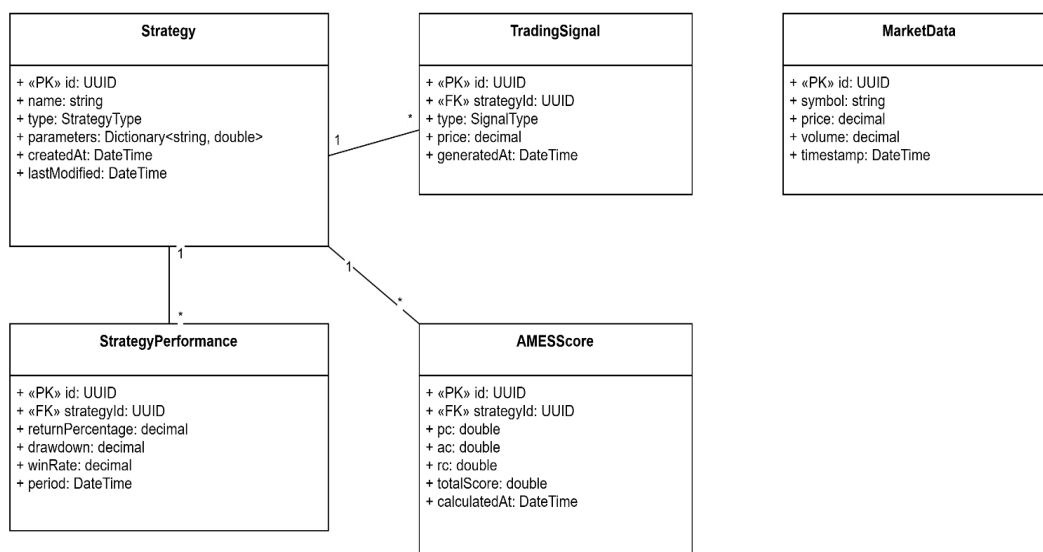 Strategy
+ «PK» id: UUID
+ name: string
+ type: StrategyType
+ parameters: Dictionary<string, double>
+ createdAt: DateTime
+ lastModified: DateTime
1
*
TradingSignal
+ «PK» id: UUID
+ «FK» strategyId: UUID
+ type: SignalType
+ price: decimal
+ generatedAt: DateTime
MarketData
+ «PK» id: UUID
+ symbol: string
+ price: decimal
+ volume: decimal
+ timestamp: DateTime
1
*
1
*
StrategyPerformance
+ «PK» id: UUID
+ «FK» strategyId: UUID
+ returnPercentage: decimal
+ drawdown: decimal
+ winRate: decimal
+ period: DateTime
AMESScore
+ «PK» id: UUID
+ «FK» strategyId: UUID
+ pc: double
+ ac: double
+ rc: double
+ totalScore: double
+ calculatedAt: DateTime